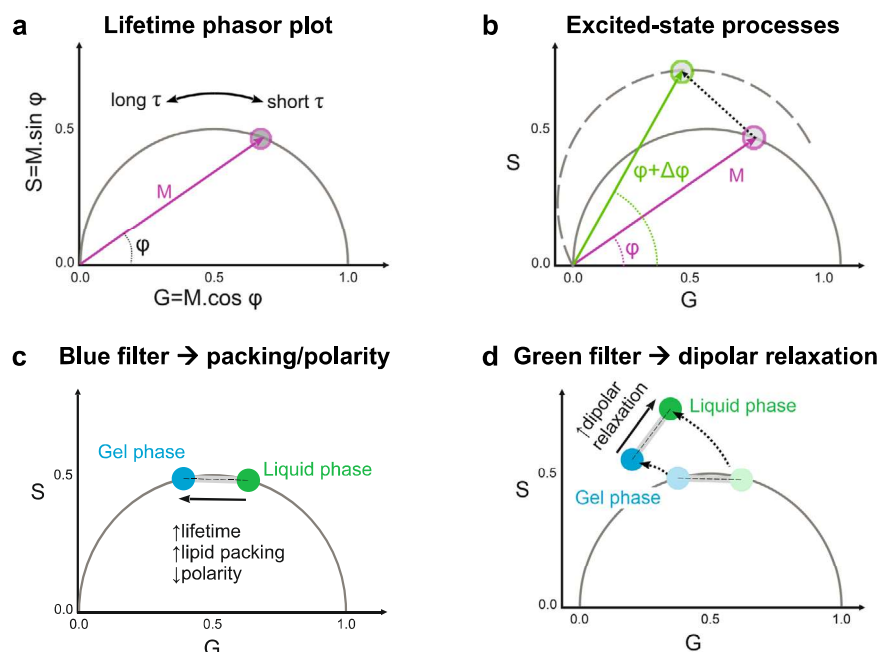 a Lifetime phasor plot
S=M.sin φ
long τ
short τ
0.5
M
φ
0.0
0.0 0.5 1.0
G=M.cos φ
b Excited-state processes
S
0.5
φ+Δφ
M
φ
0.0
0.0 0.5 1.0
G
c Blue filter → packing/polarity
Gel phase
Liquid phase
S
0.5
↑lifetime
↑lipid packing
↓polarity
0.0
0.0 0.5 1.0
G
d Green filter → dipolar relaxation
↑dipolar
relaxation
Liquid phase
S
0.5
Gel phase
0.0
0.0 0.5 1.0
G